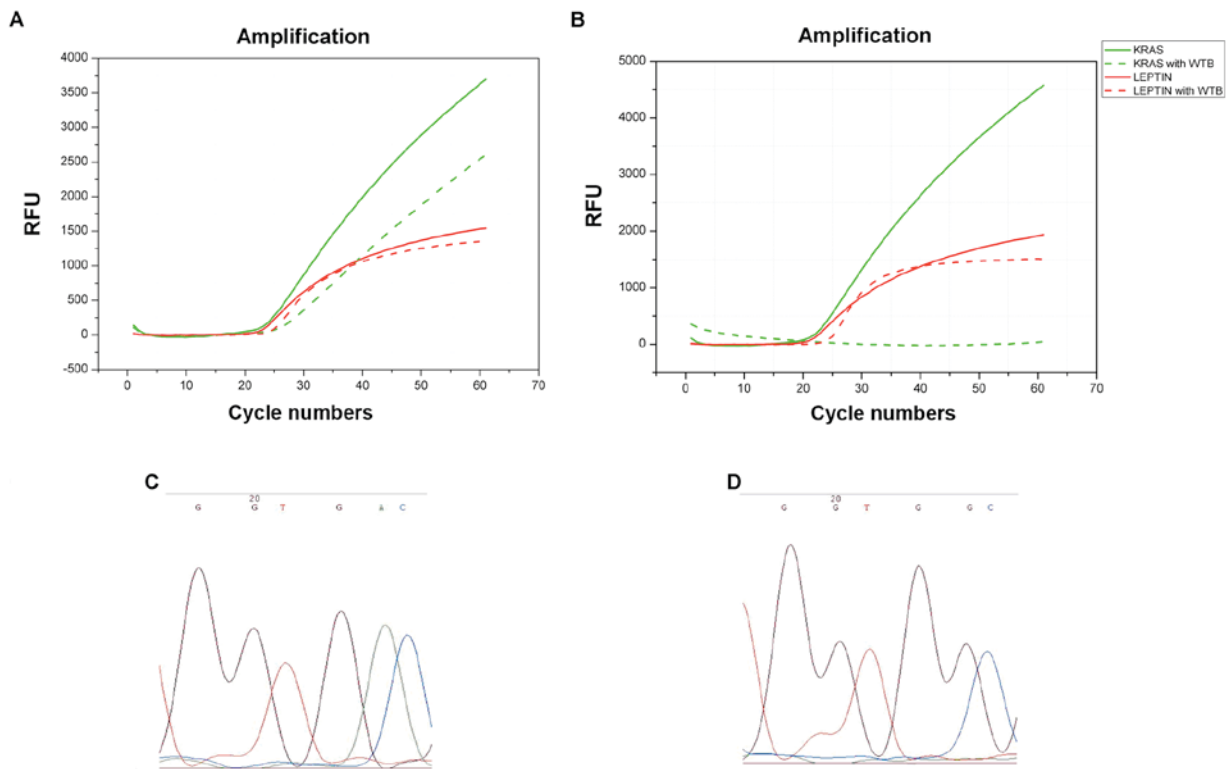 A
Amplification
4000
3500
3000
2500
2000
1500
1000
500
0
-500
RFU
0 10 20 30 40 50 60 70
Cycle numbers
B
Amplification
5000
4000
3000
2000
1000
0
RFU
0 10 20 30 40 50 60 70
Cycle numbers
KRAS
KRAS with WTB
LEPTIN
LEPTIN with WTB
C
20
G G T G A C
D
20
G G T G G C